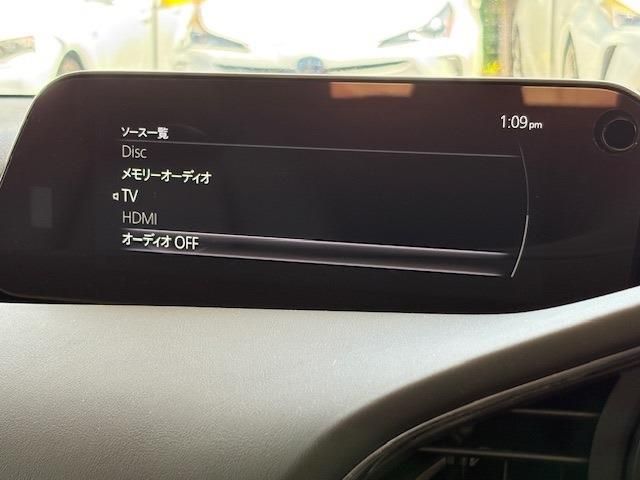 1:09pm
ソース一覧
Disc
メモリーオーディオ
TV
HDMI
オーディオ OFF